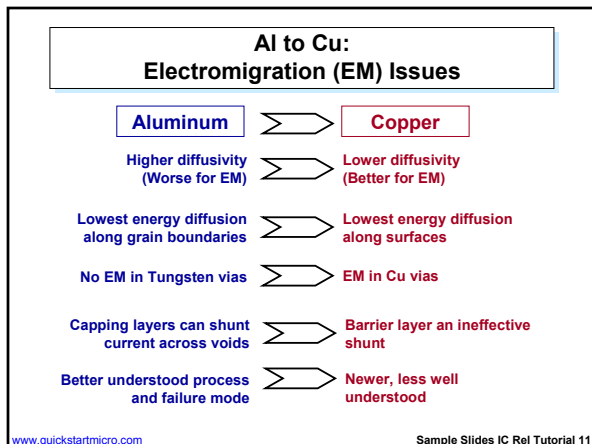 Al to Cu:
Electromigration (EM) Issues
Aluminum
Copper
Higher diffusivity
(Worse for EM)
Lower diffusivity
(Better for EM)
Lowest energy diffusion
along grain boundaries
Lowest energy diffusion
along surfaces
No EM in Tungsten vias
EM in Cu vias
Capping layers can shunt
current across voids
Barrier layer an ineffective
shunt
Better understood process
and failure mode
Newer, less well
understood
www.quickstartmicro.com
Sample Slides IC Rel Tutorial 11